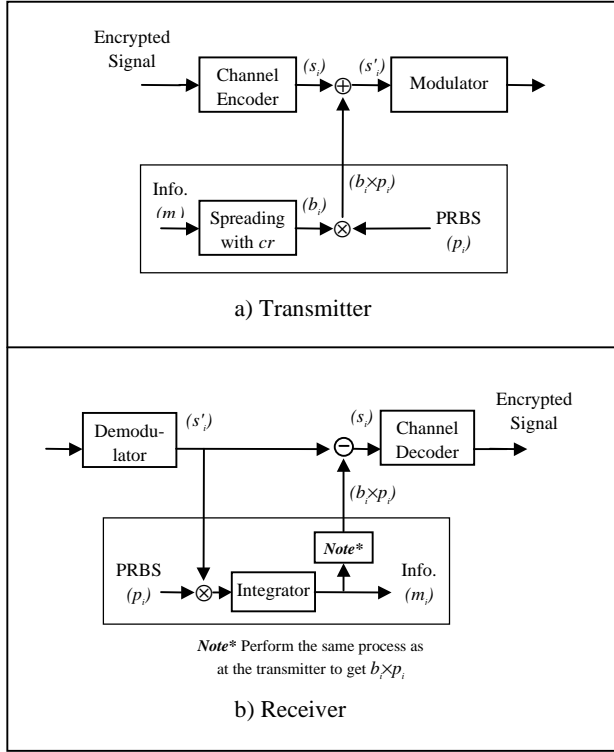 Encrypted
Signal
Channel
Encoder
(s_i)
⊕
(s'_i)
Modulator
(b_i×p_i)
Info.
(m)
Spreading
with cr
(b_i)
⊗
PRBS
(p_i)
a) Transmitter
Demodu-
lator
(s'_i)
−
(s_i)
Channel
Decoder
Encrypted
Signal
(b_i×p_i)
Note*
PRBS
(p_i)
⊗
Integrator
Info.
(m_i)
Note* Perform the same process as
at the transmitter to get b_i×p_i
b) Receiver